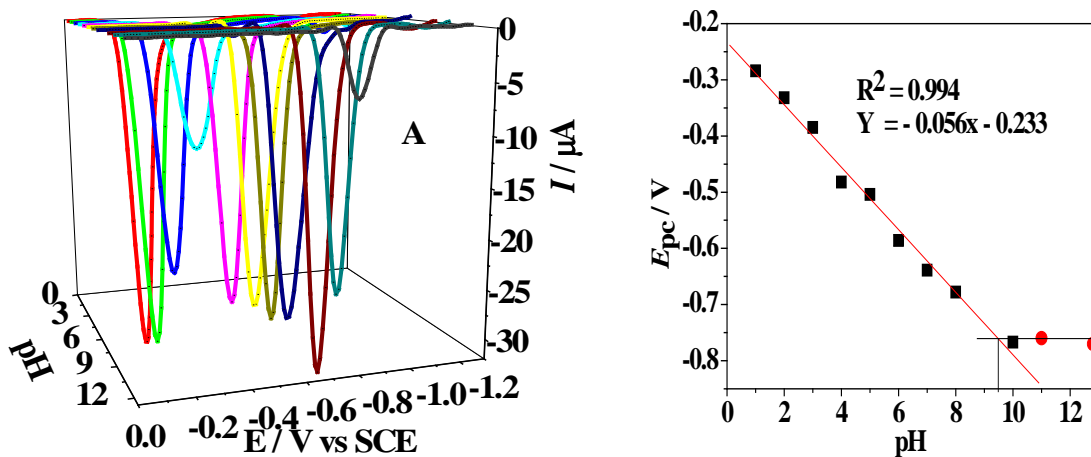 A
0
-5
-10
-15
-20
-25
-30
I / µA
0
3
6
9
12
pH
0.0
-0.2
-0.4
-0.6
-0.8
-1.0
-1.2
E / V vs SCE
-0.2
-0.3
-0.4
-0.5
-0.6
-0.7
-0.8
Epc / V
R2 = 0.994
Y = - 0.056x - 0.233
0 2 4 6 8 10 12
pH